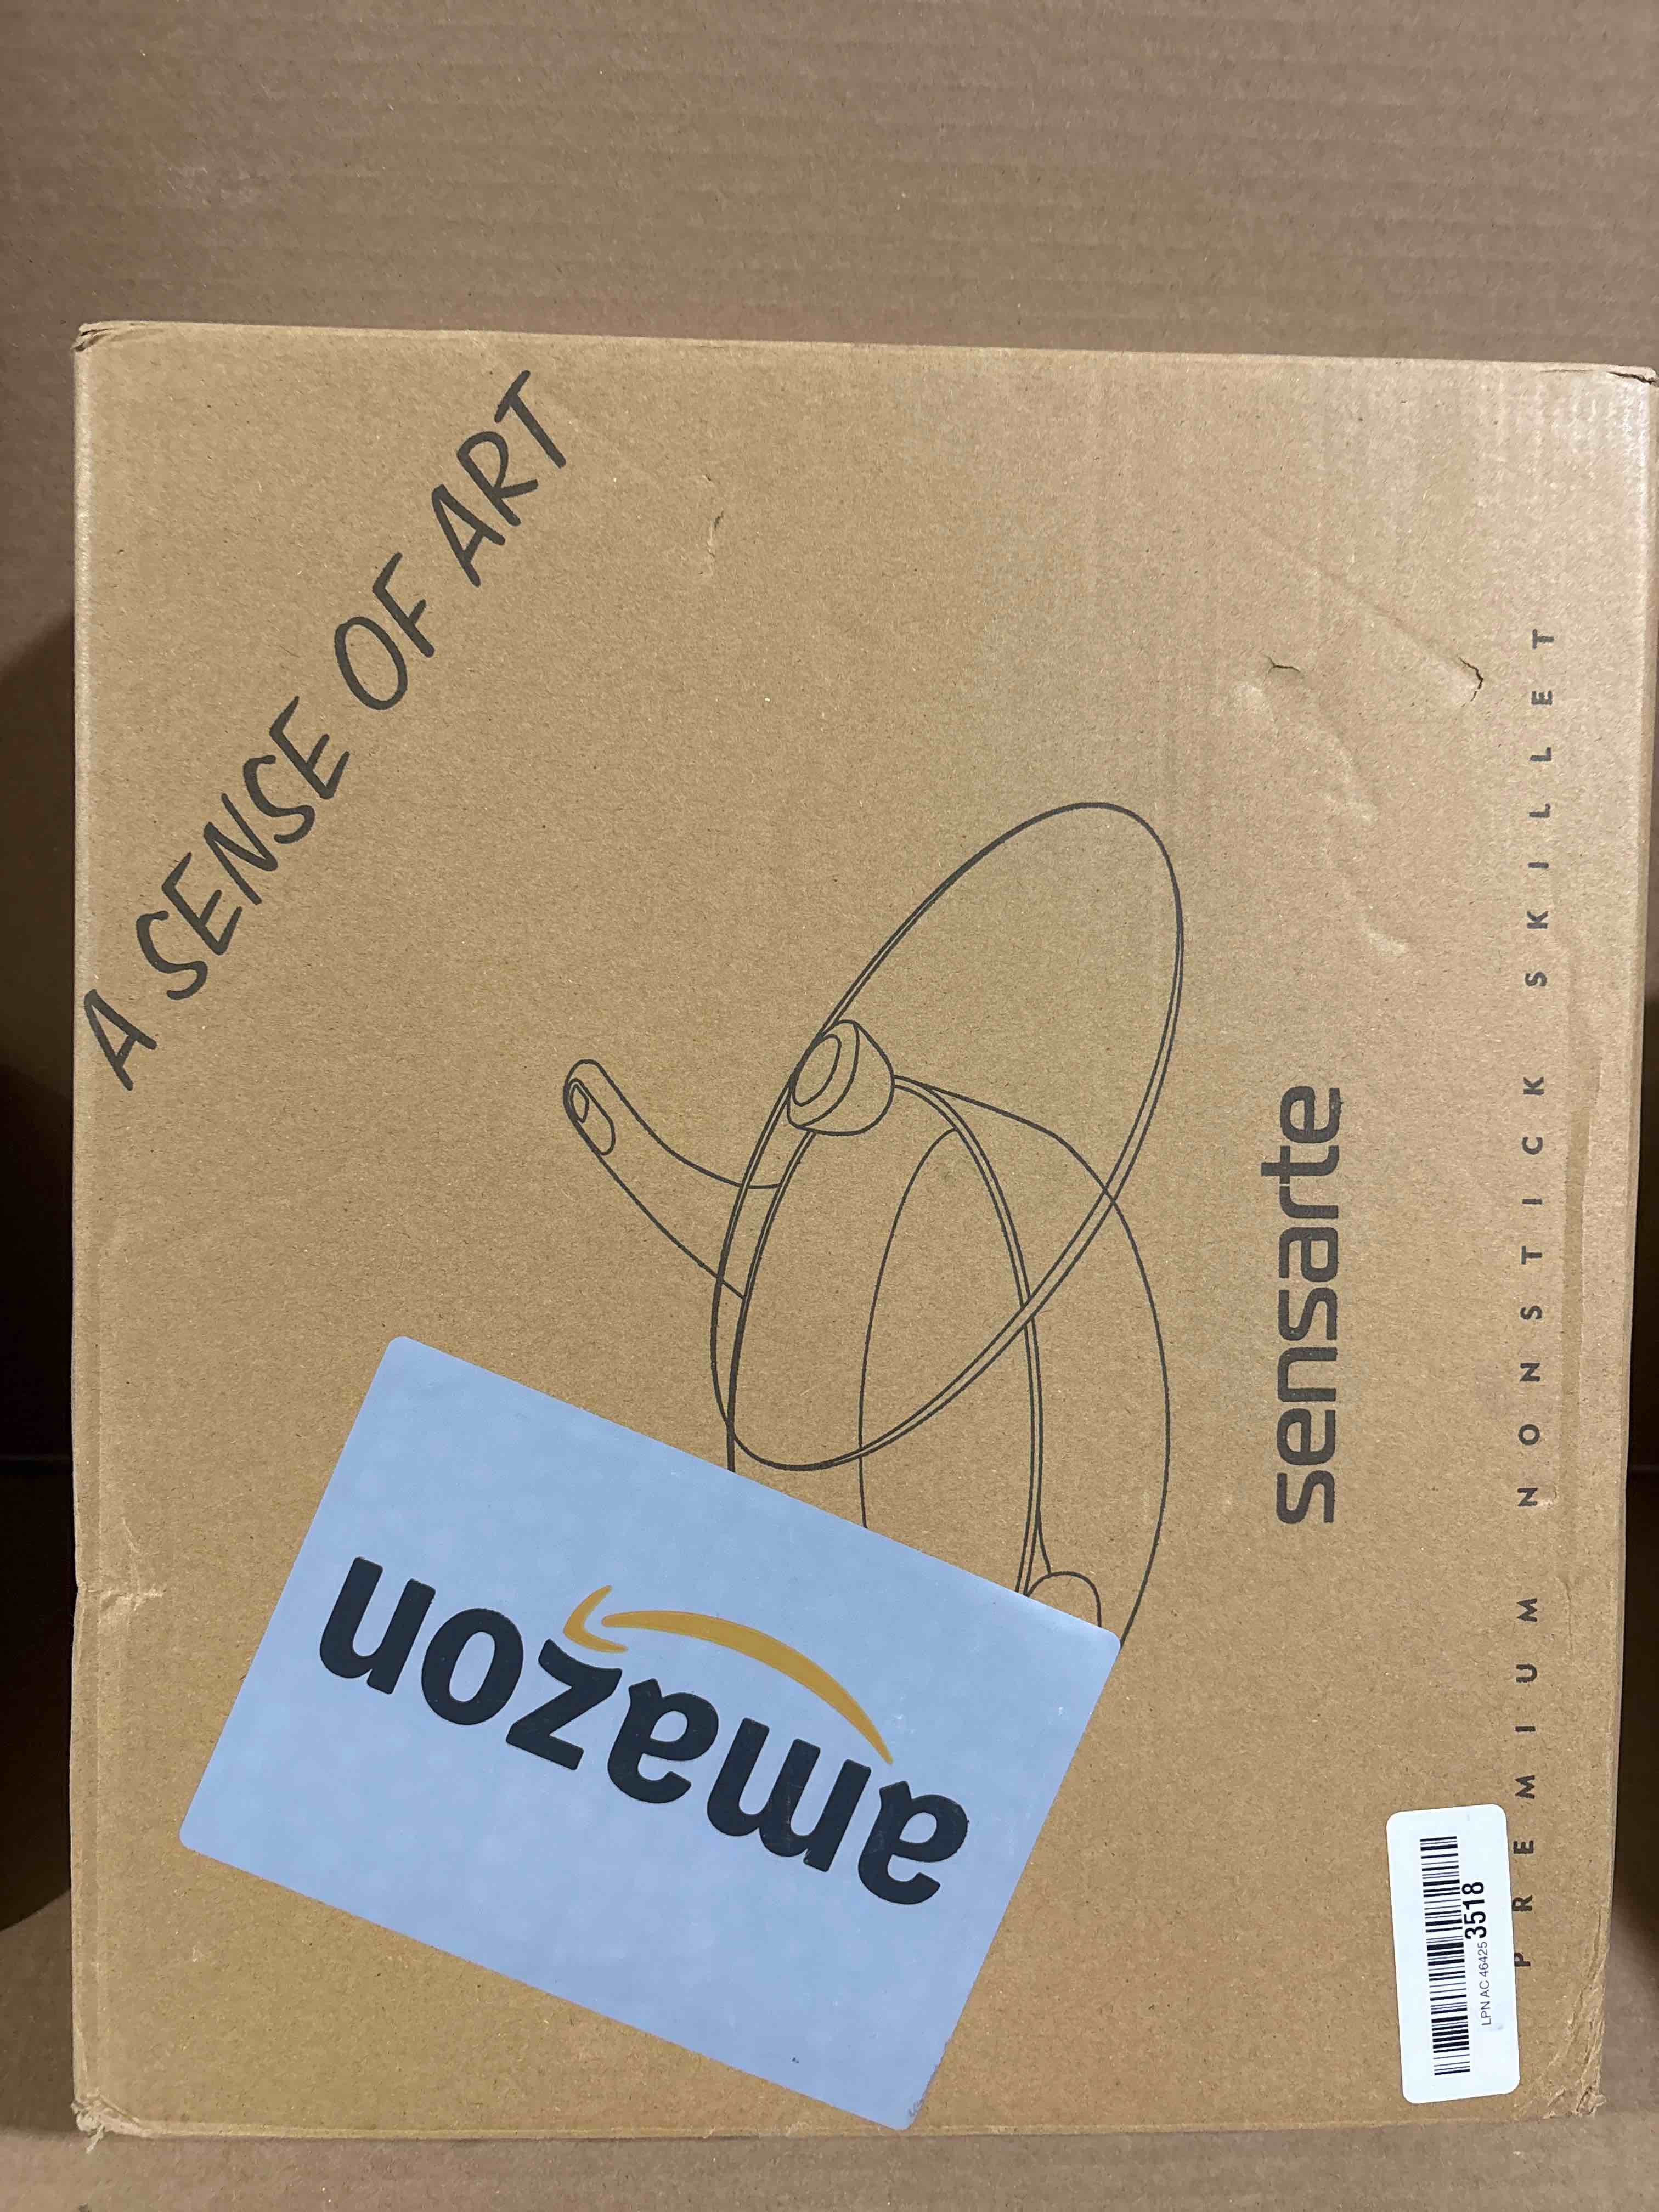 A SENSE OF ART
sensarte
PREMIUM NONSTICK SKILLET
amazon
LPN AC 46425 3518